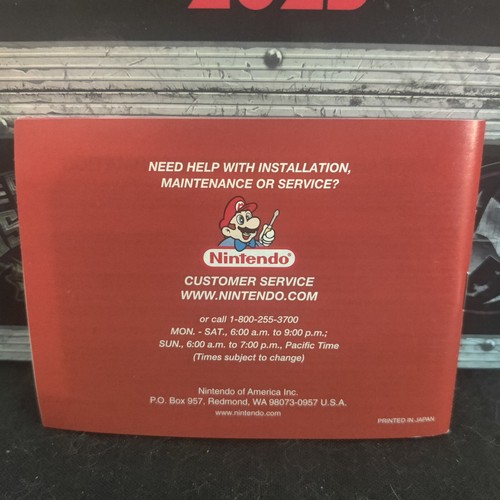 2025
NEED HELP WITH INSTALLATION,
MAINTENANCE OR SERVICE?
Nintendo®
CUSTOMER SERVICE
WWW.NINTENDO.COM
or call 1-800-255-3700
MON. - SAT., 6:00 a.m. to 9:00 p.m.;
SUN., 6:00 a.m. to 7:00 p.m., Pacific Time
(Times subject to change)
Nintendo of America Inc.
P.O. Box 957, Redmond, WA 98073-0957 U.S.A.
www.nintendo.com
PRINTED IN JAPAN